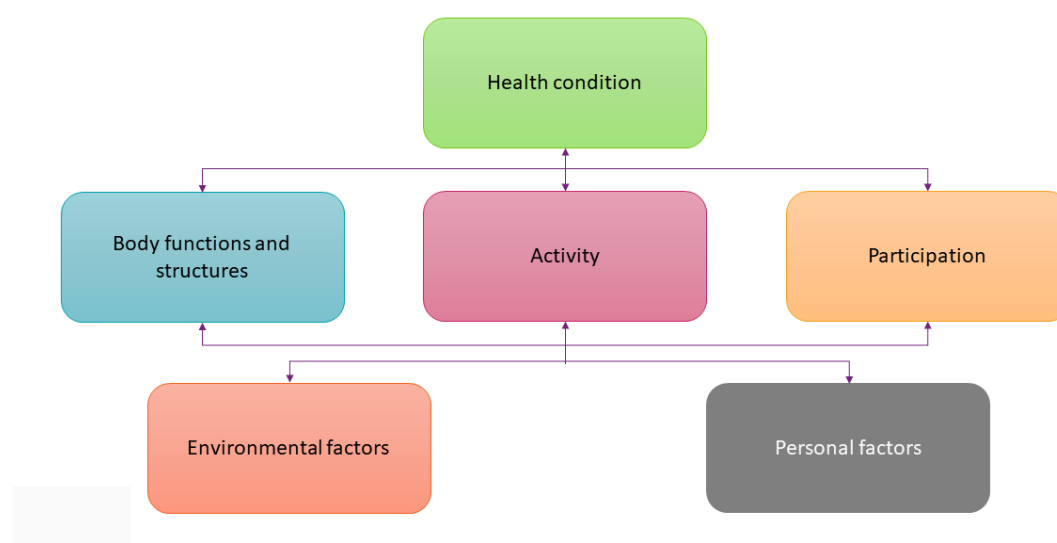 Health condition
Body functions and
structures
Activity
Participation
Environmental factors
Personal factors